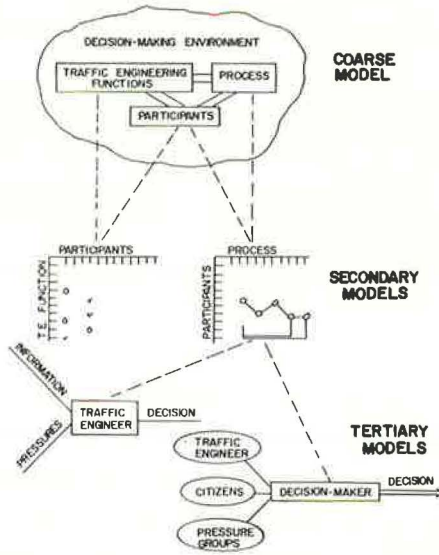 DECISION-MAKING ENVIRONMENT
COARSE
MODEL
TRAFFIC ENGINEERING
FUNCTIONS
PROCESS
PARTICIPANTS
PARTICIPANTS
PROCESS
T.E. FUNCTION
PARTICIPANTS
SECONDARY
MODELS
INFORMATION
PRESSURES
TRAFFIC
ENGINEER
DECISION
TERTIARY
MODELS
TRAFFIC
ENGINEER
CITIZENS
PRESSURE
GROUPS
DECISION-MAKER
DECISION